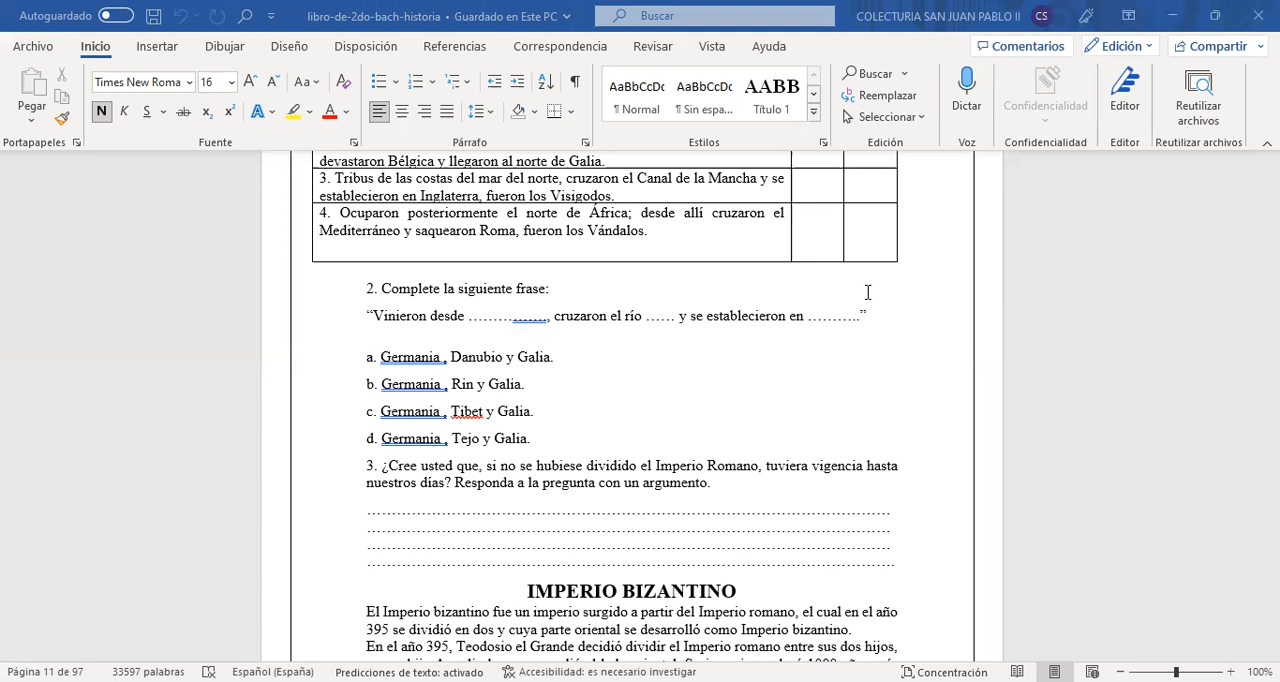 Autoguardado
libro-de-2do-bach-historia • Guardado en Este PC
Buscar
COLECTURIA SAN JUAN PABLO II
CS
Archivo Inicio Insertar Dibujar Diseño Disposición Referencias Correspondencia Revisar Vista Ayuda
Comentarios Edición Compartir
Times New Roma 16
Pegar
N K S ab x₂ x²
AaBbCcDc AaBbCcDc AABB
¶ Normal ¶ Sin espa... Título 1
Buscar
Reemplazar
Seleccionar
Dictar
Confidencialidad
Editor
Reutilizar archivos
Portapapeles Fuente Párrafo Estilos Edición Voz Confidencialidad Editor Reutilizar archivos
devastaron Bélgica y llegaron al norte de Galia.
3. Tribus de las costas del mar del norte, cruzaron el Canal de la Mancha y se
establecieron en Inglaterra, fueron los Visigodos.
4. Ocuparon posteriormente el norte de África; desde allí cruzaron el
Mediterráneo y saquearon Roma, fueron los Vándalos.
2. Complete la siguiente frase:
“Vinieron desde ……………., cruzaron el río …… y se establecieron en ………..”
a. Germania , Danubio y Galia.
b. Germania , Rin y Galia.
c. Germania , Tibet y Galia.
d. Germania , Tejo y Galia.
3. ¿Cree usted que, si no se hubiese dividido el Imperio Romano, tuviera vigencia hasta
nuestros días? Responda a la pregunta con un argumento.
IMPERIO BIZANTINO
El Imperio bizantino fue un imperio surgido a partir del Imperio romano, el cual en el año
395 se dividió en dos y cuya parte oriental se desarrolló como Imperio bizantino.
En el año 395, Teodosio el Grande decidió dividir el Imperio romano entre sus dos hijos,
Página 11 de 97 33597 palabras Español (España) Predicciones de texto: activado Accesibilidad: es necesario investigar Concentración 100%